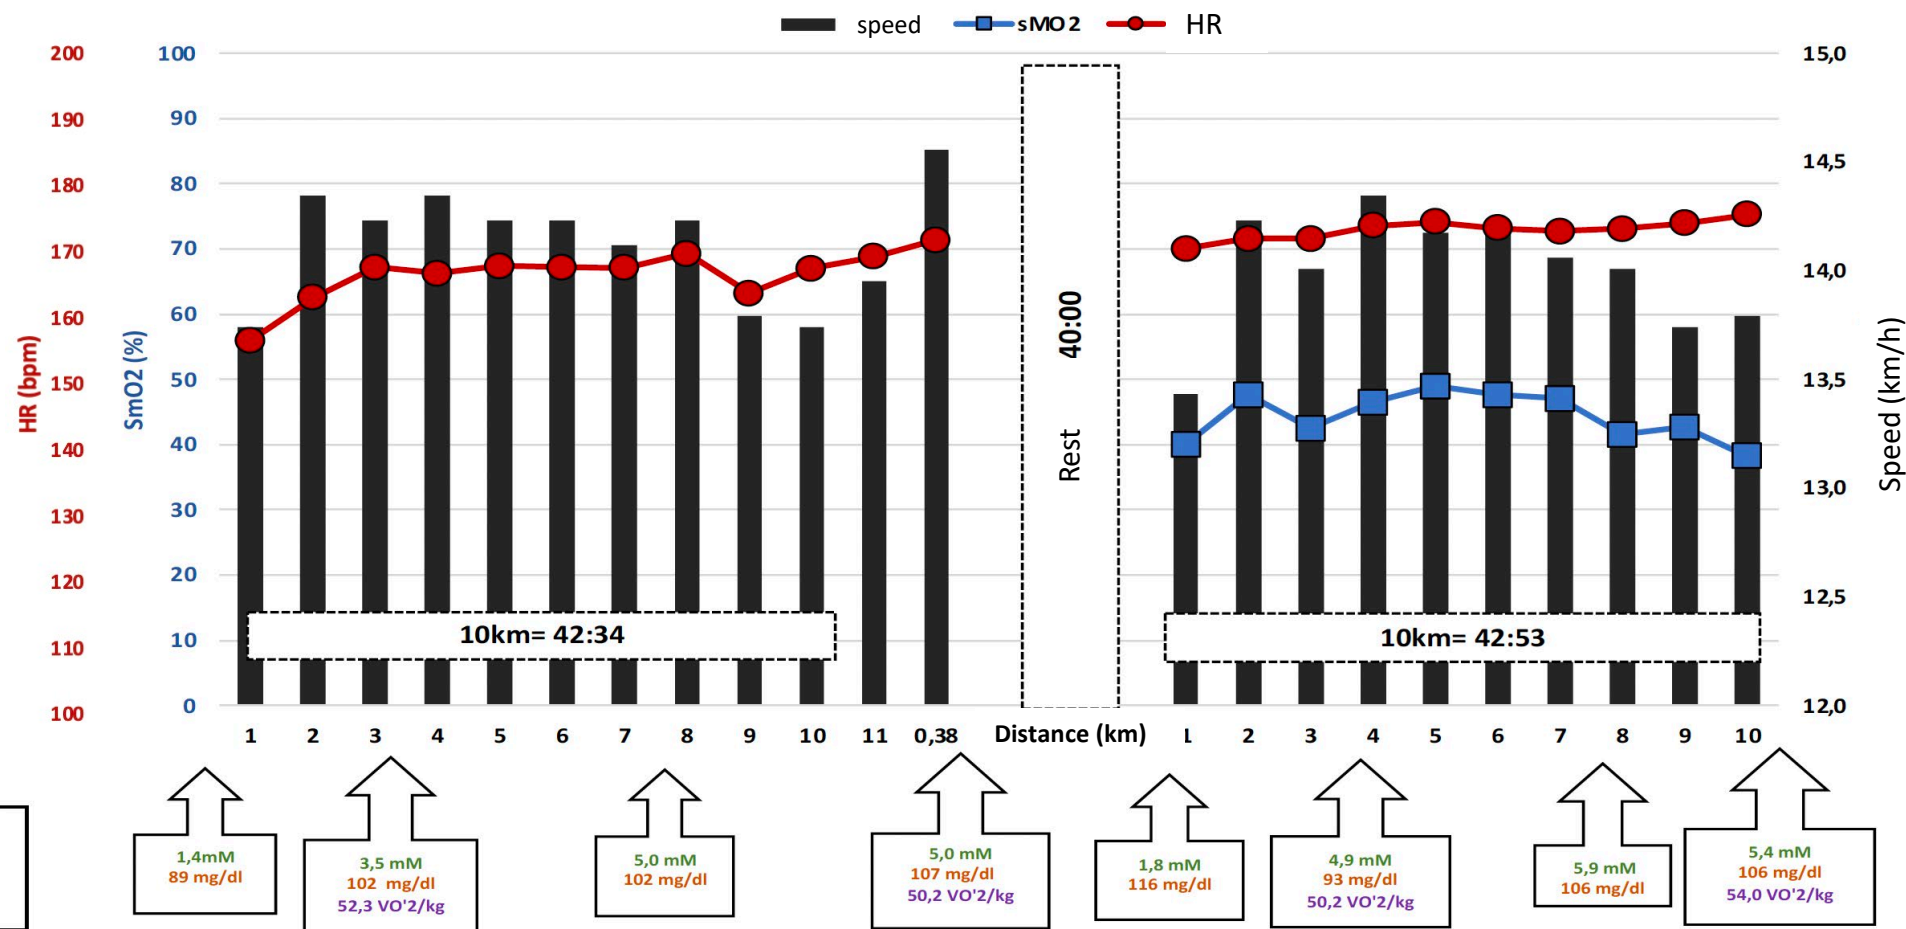 speed sMO2 HR
HR (bpm)
200
190
180
170
160
150
140
130
120
110
100
SmO2 (%)
100
90
80
70
60
50
40
30
20
10
0
10km= 42:34
Rest 40:00
10km= 42:53
15,0
14,5
14,0
13,5
13,0
12,5
12,0
Speed (km/h)
1 2 3 4 5 6 7 8 9 10 11 0,38 Distance (km) 1 2 3 4 5 6 7 8 9 10
1,4mM
89 mg/dl
3,5 mM
102 mg/dl
52,3 VO'2/kg
5,0 mM
102 mg/dl
5,0 mM
107 mg/dl
50,2 VO'2/kg
1,8 mM
116 mg/dl
4,9 mM
93 mg/dl
50,2 VO'2/kg
5,9 mM
106 mg/dl
5,4 mM
106 mg/dl
54,0 VO'2/kg